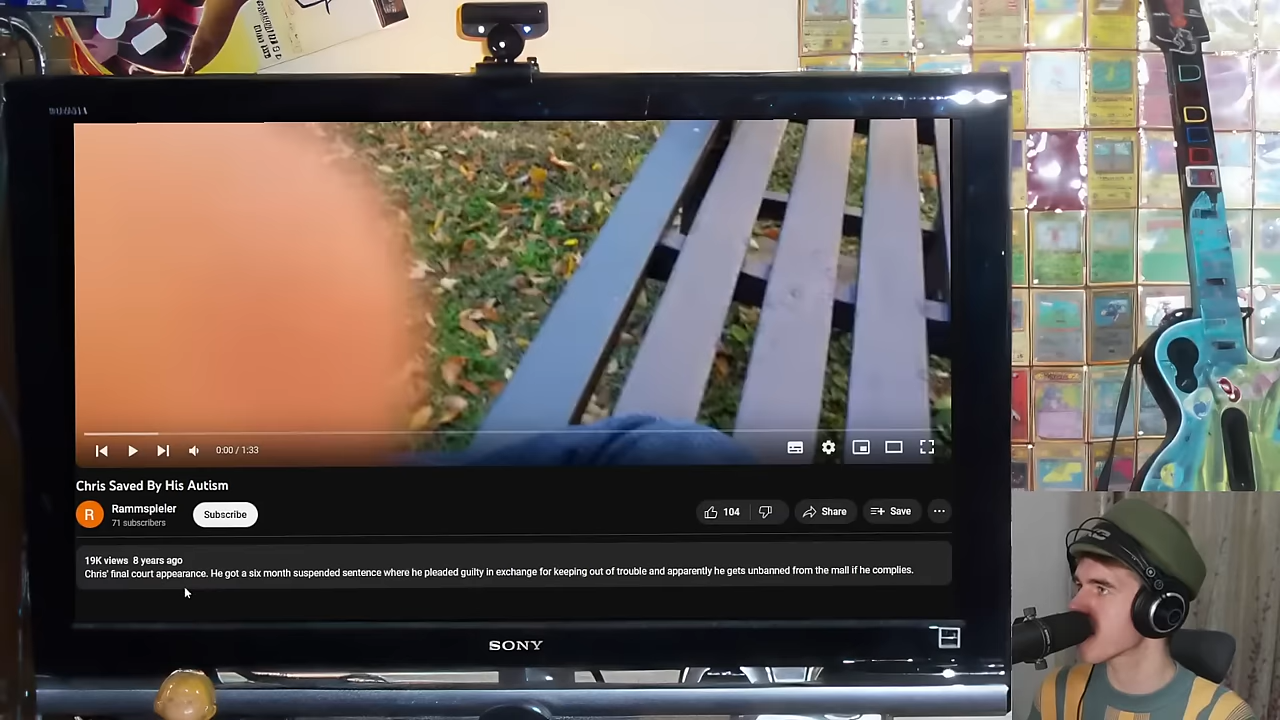 0:00 / 1:33
Chris Saved By His Autism
R
Rammspieler
71 subscribers
Subscribe
104
Share
Save
19K views 8 years ago
Chris' final court appearance. He got a six month suspended sentence where he pleaded guilty in exchange for keeping out of trouble and apparently he gets unbanned from the mall if he complies.
SONY